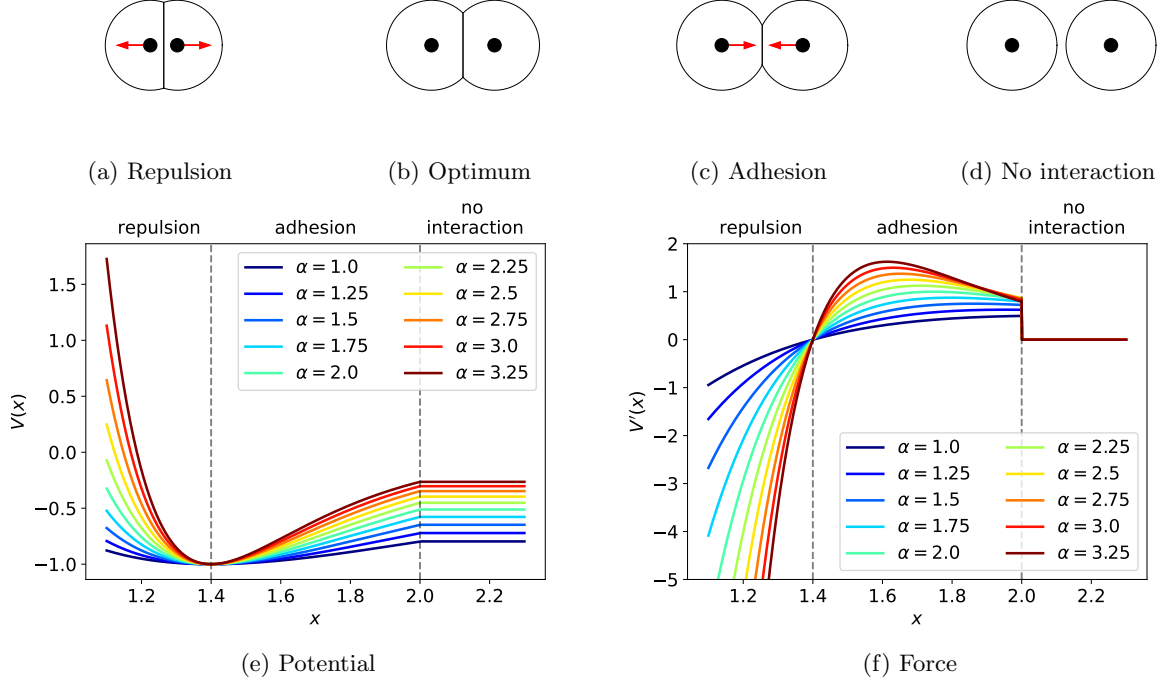 (a) Repulsion
(b) Optimum
(c) Adhesion
(d) No interaction
repulsion
adhesion
no
interaction
V(x)
1.5
1.0
0.5
0.0
−0.5
−1.0
α = 1.0
α = 1.25
α = 1.5
α = 1.75
α = 2.0
α = 2.25
α = 2.5
α = 2.75
α = 3.0
α = 3.25
1.2 1.4 1.6 1.8 2.0 2.2
x
(e) Potential
repulsion
adhesion
no
interaction
V′(x)
2
1
0
−1
−2
−3
−4
−5
α = 1.0
α = 1.25
α = 1.5
α = 1.75
α = 2.0
α = 2.25
α = 2.5
α = 2.75
α = 3.0
α = 3.25
1.2 1.4 1.6 1.8 2.0 2.2
x
(f) Force